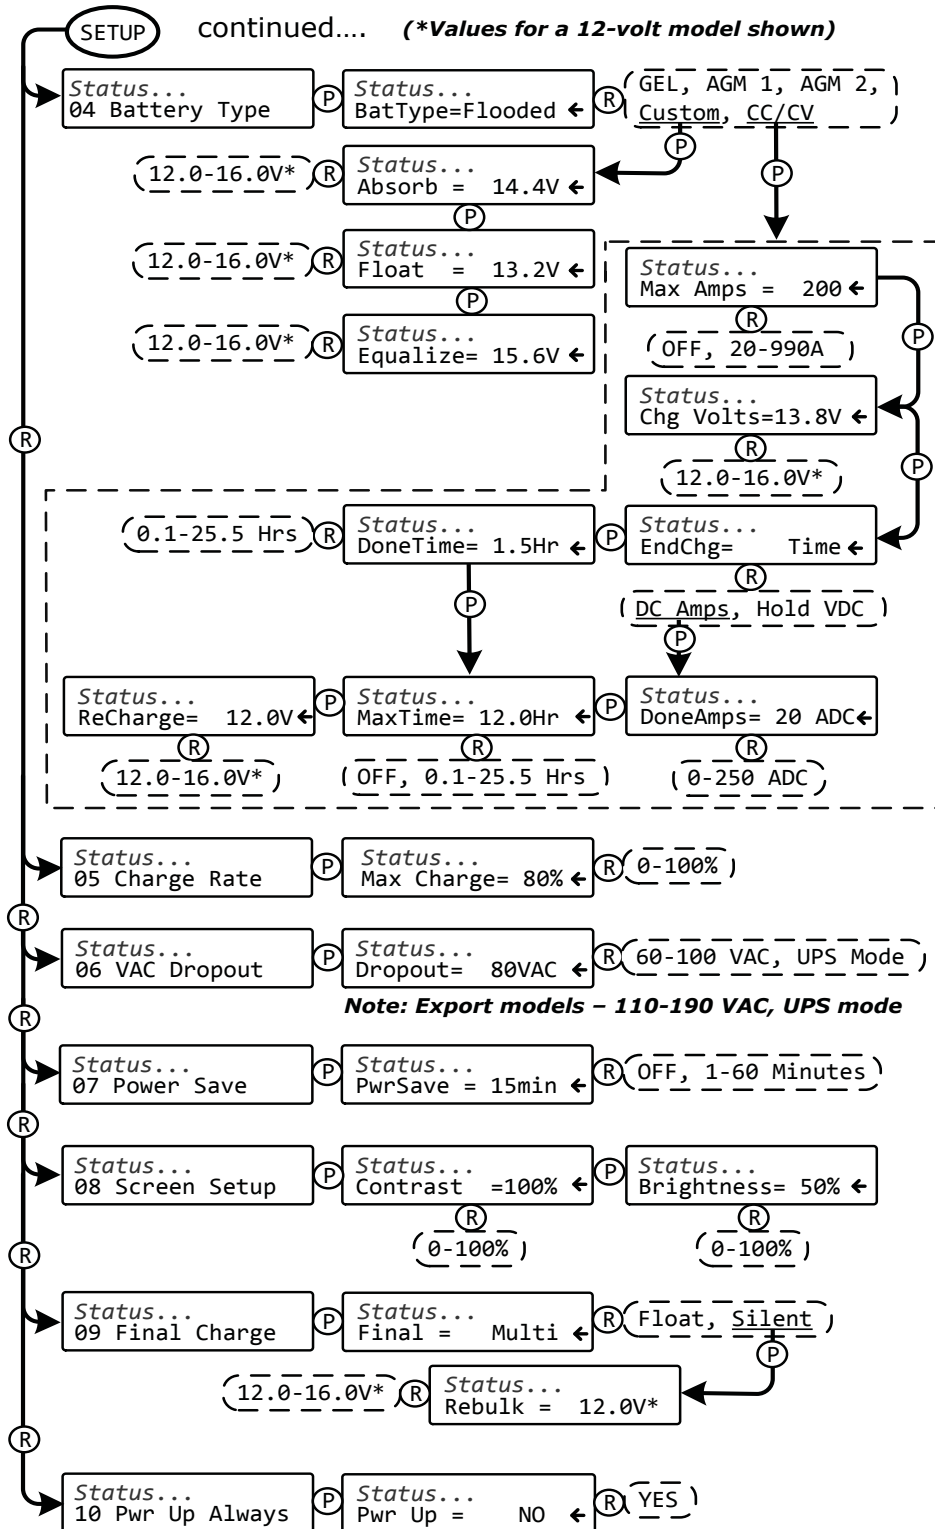 SETUP continued.... (*Values for a 12-volt model shown)
Status...
04 Battery Type
P
Status...
BatType=Flooded ←
R
GEL, AGM 1, AGM 2,
Custom, CC/CV
P
P
12.0-16.0V*
R
Status...
Absorb = 14.4V ←
P
12.0-16.0V*
R
Status...
Float = 13.2V ←
P
12.0-16.0V*
R
Status...
Equalize= 15.6V ←
Status...
Max Amps = 200 ←
R
OFF, 20-990A
P
Status...
Chg Volts=13.8V ←
R
12.0-16.0V*
P
R
0.1-25.5 Hrs
R
Status...
DoneTime= 1.5Hr ←
P
Status...
EndChg= Time ←
R
DC Amps, Hold VDC
P
P
Status...
ReCharge= 12.0V ←
P
Status...
MaxTime= 12.0Hr ←
P
Status...
DoneAmps= 20 ADC ←
R
R
R
12.0-16.0V*
OFF, 0.1-25.5 Hrs
0-250 ADC
Status...
05 Charge Rate
P
Status...
Max Charge= 80% ←
R
0-100%
R
Status...
06 VAC Dropout
P
Status...
Dropout= 80VAC ←
R
60-100 VAC, UPS Mode
Note: Export models – 110-190 VAC, UPS mode
R
Status...
07 Power Save
P
Status...
PwrSave = 15min ←
R
OFF, 1-60 Minutes
R
Status...
08 Screen Setup
P
Status...
Contrast =100% ←
P
Status...
Brightness= 50% ←
R
R
0-100%
0-100%
R
Status...
09 Final Charge
P
Status...
Final = Multi ←
R
Float, Silent
P
12.0-16.0V*
R
Status...
Rebulk = 12.0V*
R
Status...
10 Pwr Up Always
P
Status...
Pwr Up = NO ←
R
YES